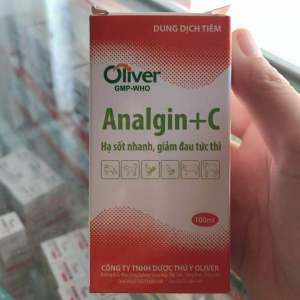 DUNG DỊCH TIÊM
Oliver
GMP-WHO
Analgin+C
Hạ sốt nhanh, giảm đau tức thì
100ml
CÔNG TY TNHH DƯỢC THÚ Y OLIVER